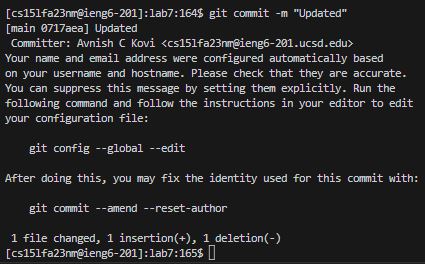 [cs15lfa23nm@ieng6-201]:lab7:164$ git commit -m "Updated"
[main 0717aea] Updated
 Committer: Avnish C Kovi <cs15lfa23nm@ieng6-201.ucsd.edu>
Your name and email address were configured automatically based
on your username and hostname. Please check that they are accurate.
You can suppress this message by setting them explicitly. Run the
following command and follow the instructions in your editor to edit
your configuration file:

    git config --global --edit

After doing this, you may fix the identity used for this commit with:

    git commit --amend --reset-author

 1 file changed, 1 insertion(+), 1 deletion(-)
[cs15lfa23nm@ieng6-201]:lab7:165$